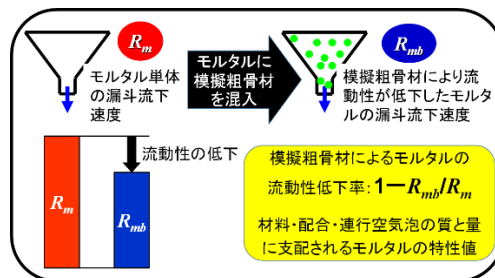 Rm
モルタル単体
の漏斗流下
速度
モルタルに
模擬粗骨材
を混入
Rmb
模擬粗骨材により流
動性が低下したモルタ
ルの漏斗流下速度
流動性の低下
Rm
Rmb
模擬粗骨材によるモルタルの
流動性低下率:1ーRmb/Rm
材料・配合・連行空気泡の質と量
に支配されるモルタルの特性値